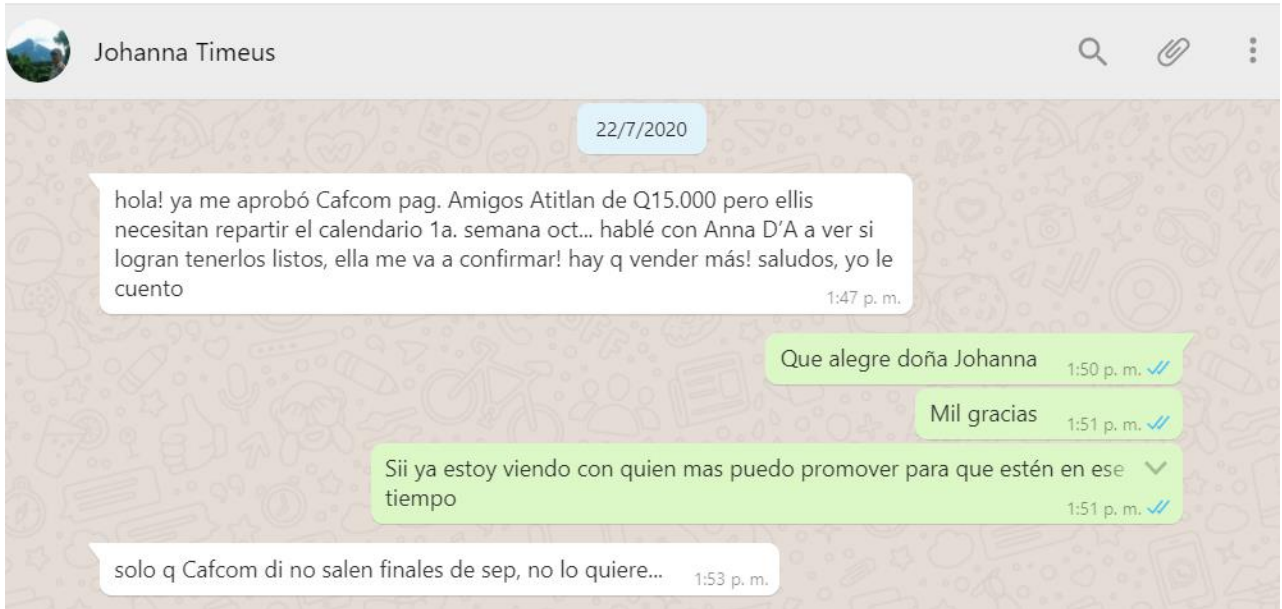 Johanna Timeus
22/7/2020
hola! ya me aprobó Cafcom pag. Amigos Atitlan de Q15.000 pero ellis
necesitan repartir el calendario 1a. semana oct... hablé con Anna D'A a ver si
logran tenerlos listos, ella me va a confirmar! hay q vender más! saludos, yo le
cuento
1:47 p. m.
Que alegre doña Johanna
1:50 p. m.
Mil gracias
1:51 p. m.
Sii ya estoy viendo con quien mas puedo promover para que estén en ese
tiempo
1:51 p. m.
solo q Cafcom di no salen finales de sep, no lo quiere...
1:53 p. m.